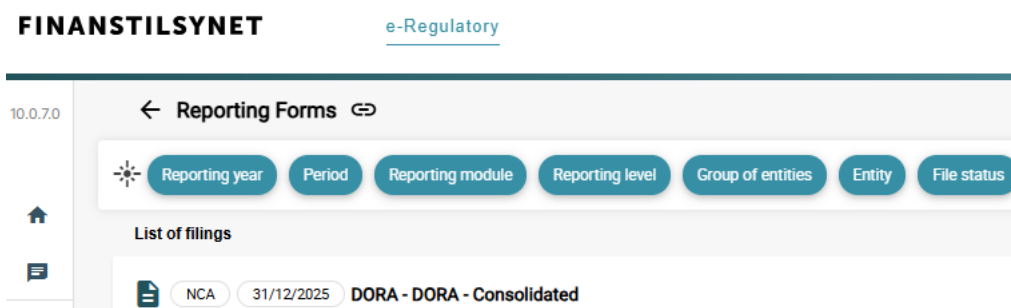 FINANSTILSYNET e-Regulatory
10.0.7.0 Reporting Forms
Reporting year Period Reporting module Reporting level Group of entities Entity File status
List of filings
NCA 31/12/2025 DORA - DORA - Consolidated